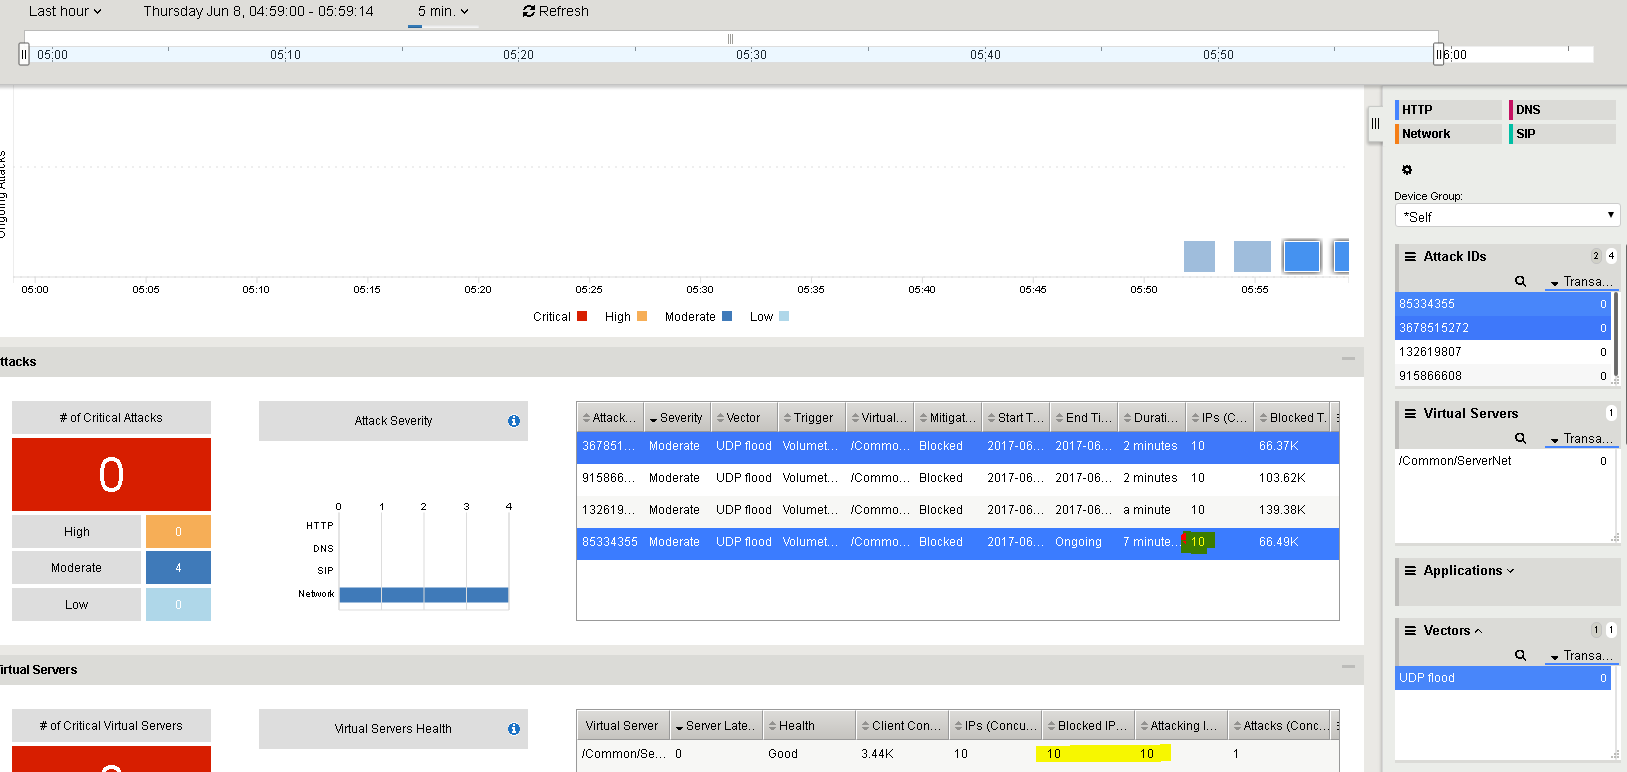 Last hour Thursday Jun 8, 04:59:00 - 05:59:14 5 min. Refresh
05:00 05:10 05:20 05:30 05:40 05:50 6:00
Ongoing Attacks
05:00 05:05 05:10 05:15 05:20 05:25 05:30 05:35 05:40 05:45 05:50 05:55
Critical High Moderate Low
ttacks
# of Critical Attacks
0
High 0
Moderate 4
Low 0
Attack Severity
0 1 2 3 4
HTTP
DNS
SIP
Network
Attack... Severity Vector Trigger Virtual... Mitigat... Start T... End Ti... Durati... IPs (C... Blocked T.
367851... Moderate UDP flood Volumet... /Commo... Blocked 2017-06... 2017-06... 2 minutes 10 66.37K
915866... Moderate UDP flood Volumet... /Commo... Blocked 2017-06... 2017-06... 2 minutes 10 103.62K
132619... Moderate UDP flood Volumet... /Commo... Blocked 2017-06... 2017-06... a minute 10 139.38K
85334355 Moderate UDP flood Volumet... /Commo... Blocked 2017-06... Ongoing 7 minute... 10 66.49K
irtual Servers
# of Critical Virtual Servers
Virtual Servers Health
Virtual Server Server Late.. Health Client Con... IPs (Concu... Blocked IP... Attacking I... Attacks (Conc...
/Common/Se... 0 Good 3.44K 10 10 10 1
HTTP DNS
Network SIP
Device Group:
*Self
Attack IDs 2 4
Transa...
85334355 0
3678515272 0
132619807 0
915866608 0
Virtual Servers 1
Transa...
/Common/ServerNet 0
Applications
Vectors 1 1
Transa...
UDP flood 0